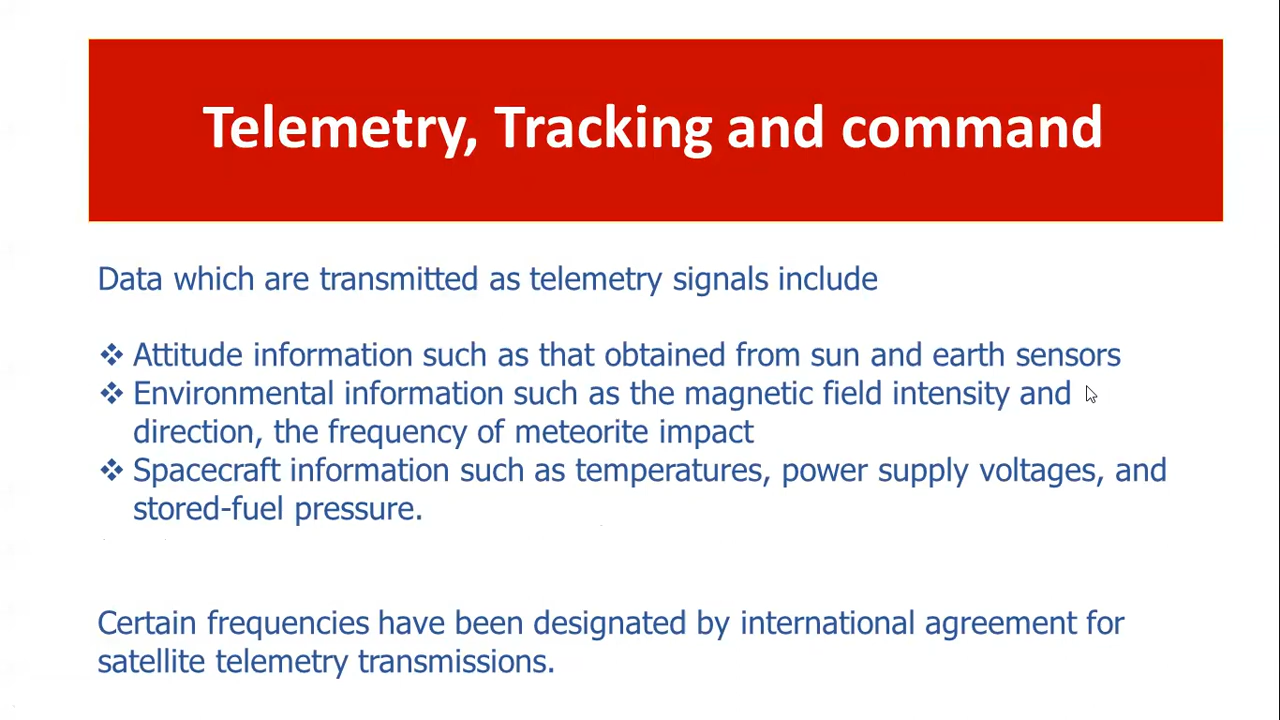 Telemetry, Tracking and command
Data which are transmitted as telemetry signals include
❖ Attitude information such as that obtained from sun and earth sensors
❖ Environmental information such as the magnetic field intensity and
direction, the frequency of meteorite impact
❖ Spacecraft information such as temperatures, power supply voltages, and
stored-fuel pressure.
Certain frequencies have been designated by international agreement for
satellite telemetry transmissions.